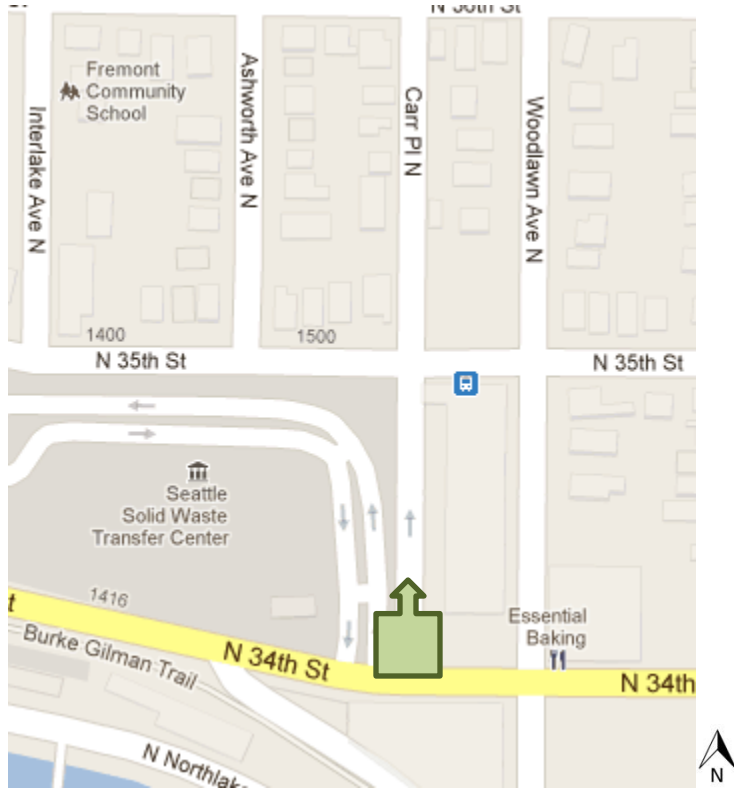 N 36th St
Fremont
Community
School
Interlake Ave N
Ashworth Ave N
Carr Pl N
Woodlawn Ave N
1400
1500
N 35th St
N 35th St
Seattle
Solid Waste
Transfer Center
1416
Essential
Baking
t
Burke Gilman Trail
N 34th St
N 34th
N Northlak
N